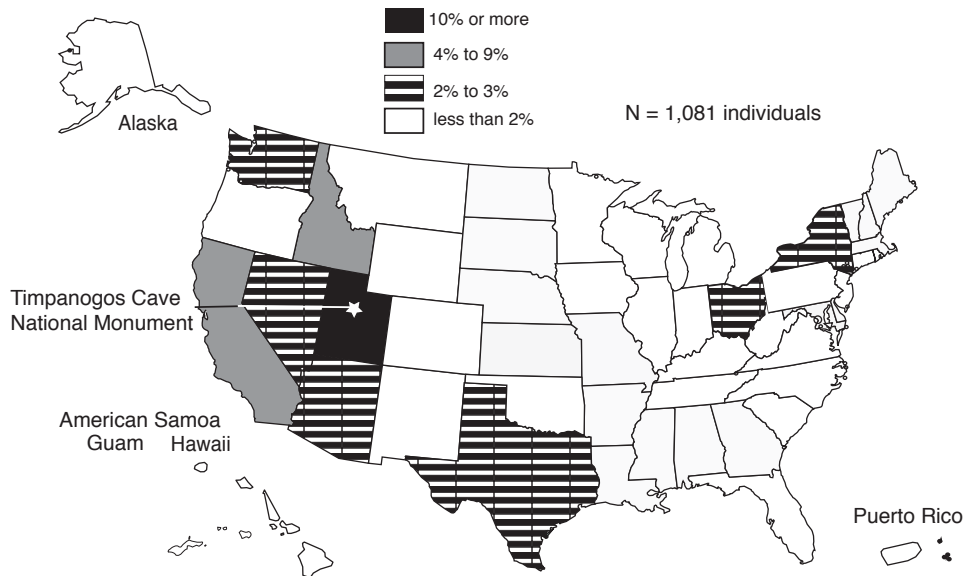 10% or more
4% to 9%
2% to 3%
less than 2%
N = 1,081 individuals
Alaska
Timpanogos Cave
National Monument
American Samoa
Guam Hawaii
Puerto Rico